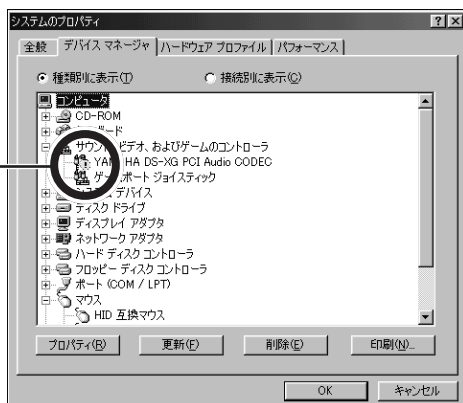 システムのプロパティ
全般 デバイス マネージャ ハードウェア プロファイル パフォーマンス
種類別に表示(T) 接続別に表示(C)
コンピュータ
CD-ROM
ード
サウンド ビデオ、およびゲームのコントローラ
YAMAHA DS-XG PCI Audio CODEC
ゲームポート ジョイスティック
システム デバイス
ディスク ドライブ
ディスプレイ アダプタ
ネットワーク アダプタ
ハード ディスク コントローラ
フロッピー ディスク コントローラ
ポート (COM / LPT)
マウス
HID 互換マウス
プロパティ(R) 更新(F) 削除(E) 印刷(N)...
OK キャンセル